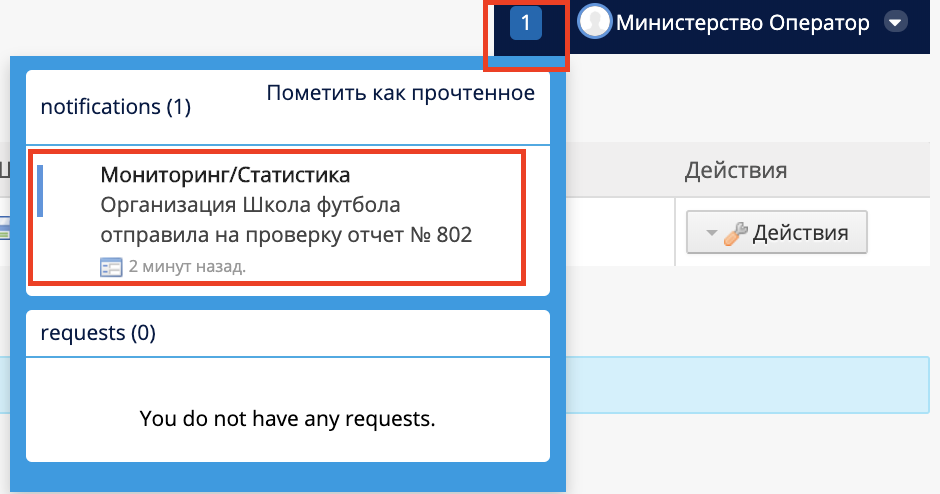 1
Министерство Оператор
notifications (1)
Пометить как прочтенное
Мониторинг/Статистика
Организация Школа футбола
отправила на проверку отчет № 802
2 минут назад.
Действия
Действия
requests (0)
You do not have any requests.